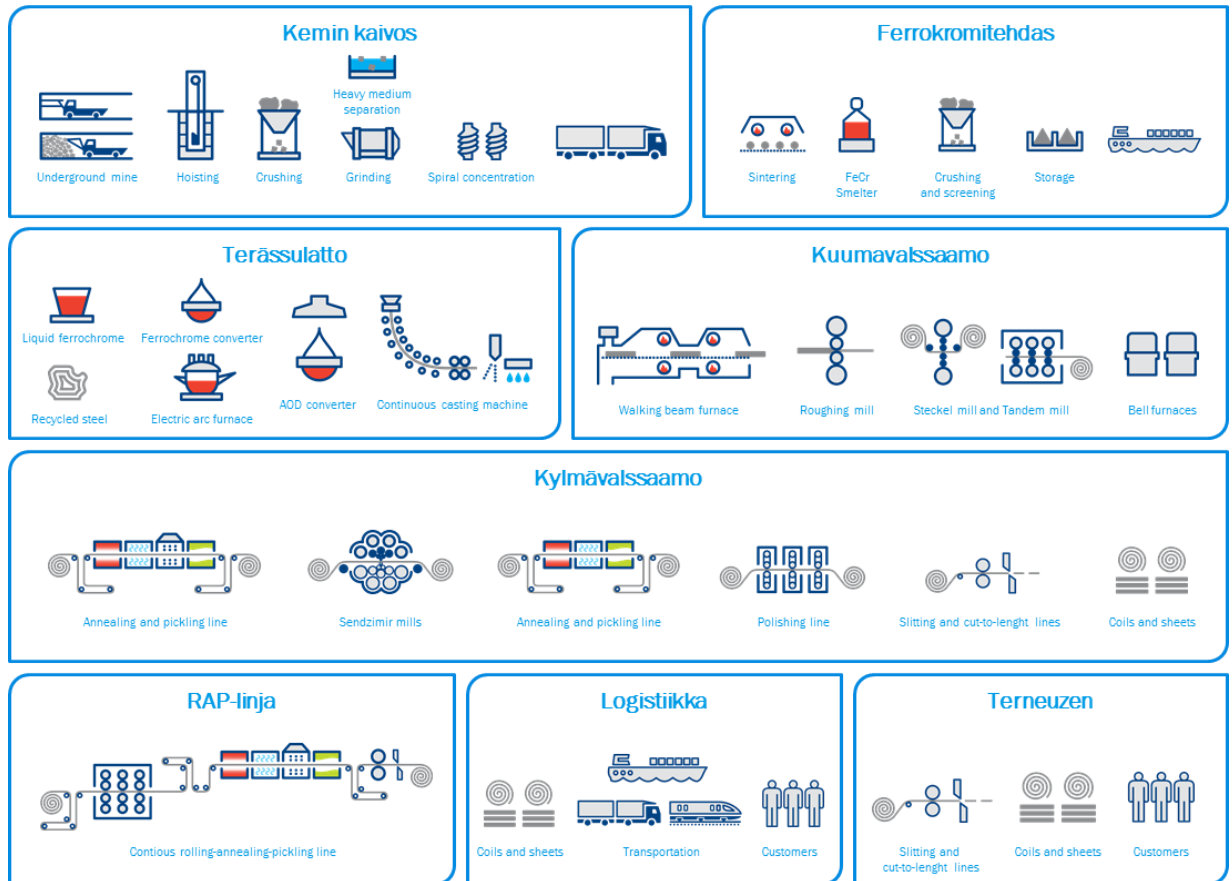 Kemin kaivos
Heavy medium
separation
Underground mine
Hoisting
Crushing
Grinding
Spiral concentration
Ferrokromitehdas
Sintering
FeCr
Smelter
Crushing
and screening
Storage
Terässulatto
Liquid ferrochrome
Ferrochrome converter
Recycled steel
Electric arc furnace
AOD converter
Continuous casting machine
Kuumavalssaamo
Walking beam furnace
Roughing mill
Steckel mill and Tandem mill
Bell furnaces
Kylmävalssaamo
Annealing and pickling line
Sendzimir mills
Annealing and pickling line
Polishing line
Slitting and cut-to-lenght lines
Coils and sheets
RAP-linja
Contious rolling-annealing-pickling line
Logistiikka
Coils and sheets
Transportation
Customers
Terneuzen
Slitting and
cut-to-lenght lines
Coils and sheets
Customers